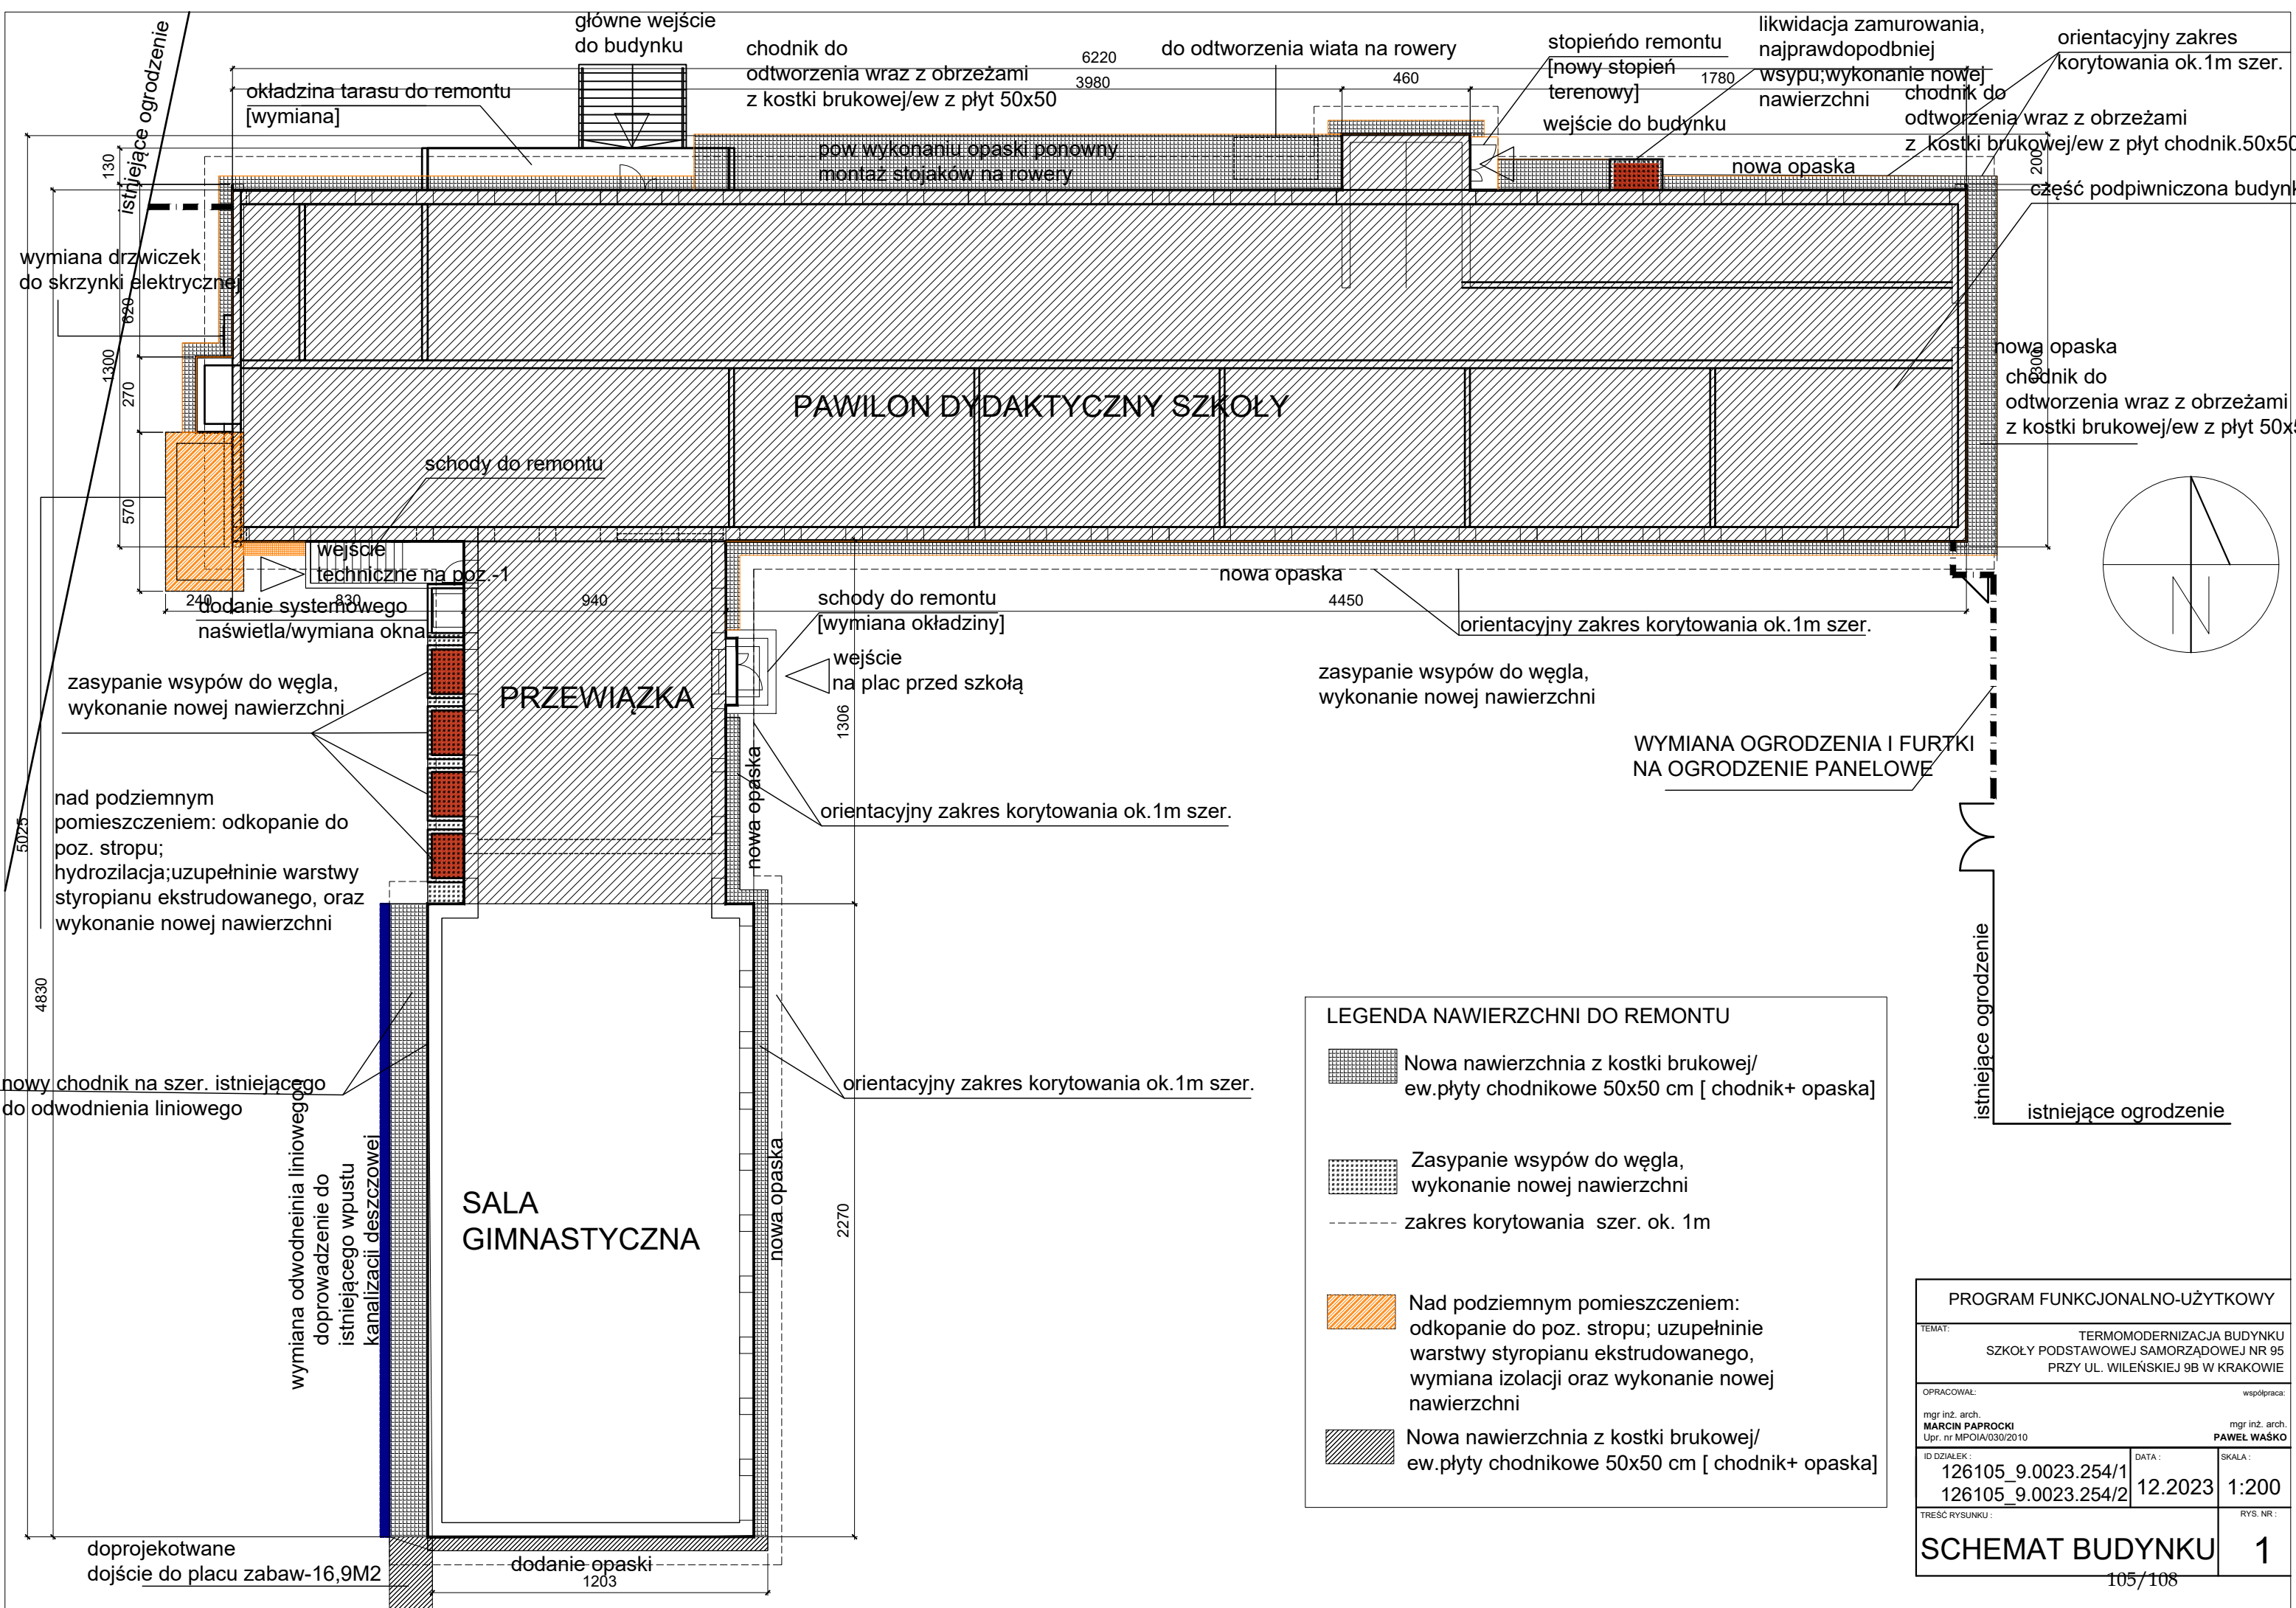 istniejące ogrodzenie
główne wejście
do budynku
okładzina tarasu do remontu
[wymiana]
chodnik do
odtworzenia wraz z obrzeżami
z kostki brukowej/ew z płyt 50x50
6220
3980
do odtworzenia wiata na rowery
460
stopieńdo remontu
[nowy stopień
terenowy]
wejście do budynku
1780
likwidacja zamurowania,
najprawdopodbniej
wsypu;wykonanie nowej
nawierzchni
orientacyjny zakres
korytowania ok.1m szer.
chodnik do
odtworzenia wraz z obrzeżami
z kostki brukowej/ew z płyt chodnik.50x50
pow wykonaniu opaski ponowny
montaż stojaków na rowery
nowa opaska
200
130
część podpiwniczona budynk
wymiana drzwiczek
do skrzynki elektrycznej
620
1300
270
570
nowa opaska
1300
chodnik do
odtworzenia wraz z obrzeżami
z kostki brukowej/ew z płyt 50x5
PAWILON DYDAKTYCZNY SZKOŁY
schody do remontu
N
wejście
techniczne na poz.-1
240
830
940
4450
dodanie systemowego
naświetla/wymiana okna
schody do remontu
[wymiana okładziny]
nowa opaska
orientacyjny zakres korytowania ok.1m szer.
wejście
na plac przed szkołą
zasypanie wsypów do węgla,
wykonanie nowej nawierzchni
PRZEWIĄZKA
1306
zasypanie wsypów do węgla,
wykonanie nowej nawierzchni
WYMIANA OGRODZENIA I FURTKI
NA OGRODZENIE PANELOWE
nad podziemnym
pomieszczeniem: odkopanie do
poz. stropu;
hydrozilacja;uzupełninie warstwy
styropianu ekstrudowanego, oraz
wykonanie nowej nawierzchni
nowa opaska
orientacyjny zakres korytowania ok.1m szer.
5025
4830
nowy chodnik na szer. istniejącego
do odwodnienia liniowego
orientacyjny zakres korytowania ok.1m szer.
wymiana odwodneinia liniowego i
doprowadzenie do
istniejącego wpustu
kanalizacji deszczowej
SALA
GIMNASTYCZNA
nowa opaska
2270
istniejące ogrodzenie
istniejące ogrodzenie
LEGENDA NAWIERZCHNI DO REMONTU
Nowa nawierzchnia z kostki brukowej/
ew.płyty chodnikowe 50x50 cm [ chodnik+ opaska]
Zasypanie wsypów do węgla,
wykonanie nowej nawierzchni
zakres korytowania szer. ok. 1m
Nad podziemnym pomieszczeniem:
odkopanie do poz. stropu; uzupełninie
warstwy styropianu ekstrudowanego,
wymiana izolacji oraz wykonanie nowej
nawierzchni
Nowa nawierzchnia z kostki brukowej/
ew.płyty chodnikowe 50x50 cm [ chodnik+ opaska]
doprojekotwane
dojście do placu zabaw-16,9M2
dodanie opaski
1203
PROGRAM FUNKCJONALNO-UŻYTKOWY
TEMAT:
TERMOMODERNIZACJA BUDYNKU
SZKOŁY PODSTAWOWEJ SAMORZĄDOWEJ NR 95
PRZY UL. WILEŃSKIEJ 9B W KRAKOWIE
OPRACOWAŁ:
współpraca:
mgr inż. arch.
MARCIN PAPROCKI
Upr. nr MPOIA/030/2010
mgr inż. arch.
PAWEŁ WAŚKO
ID DZIAŁEK :
126105_9.0023.254/1
126105_9.0023.254/2
DATA :
12.2023
SKALA :
1:200
TREŚĆ RYSUNKU :
SCHEMAT BUDYNKU
RYS. NR :
1
105/108